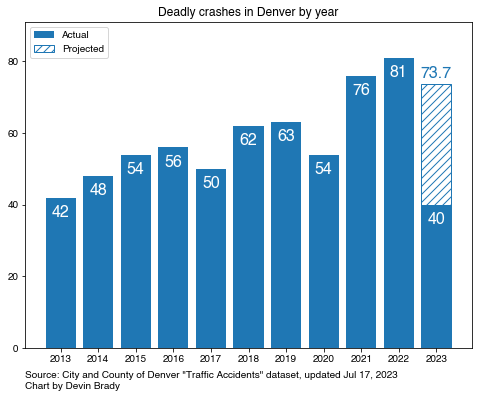 Deadly crashes in Denver by year
Actual
Projected
80
60
40
20
0
42
48
54
56
50
62
63
54
76
81
73.7
40
2013 2014 2015 2016 2017 2018 2019 2020 2021 2022 2023
Source: City and County of Denver "Traffic Accidents" dataset, updated Jul 17, 2023
Chart by Devin Brady